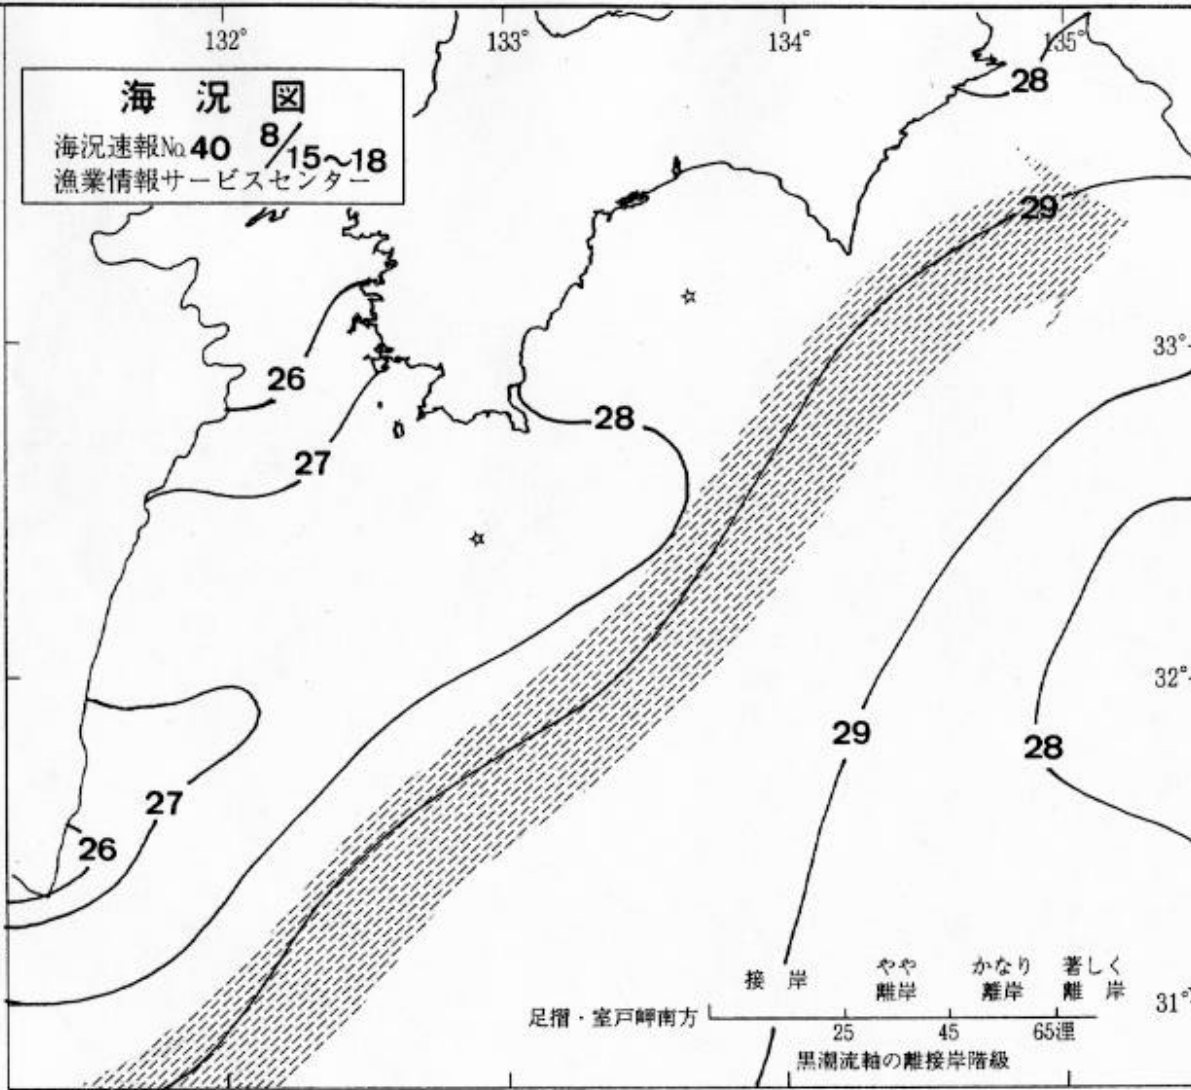 132°
133°
134°
135°
海況図
海況速報No.40 8/15~18
漁業情報サービスセンター
28
29
33°
26
28
27
32°
29
28
27
26
接岸
やや離岸
かなり離岸
著しく離岸
31°
足摺・室戸岬南方
25
45
65浬
黒潮流軸の離接岸階級